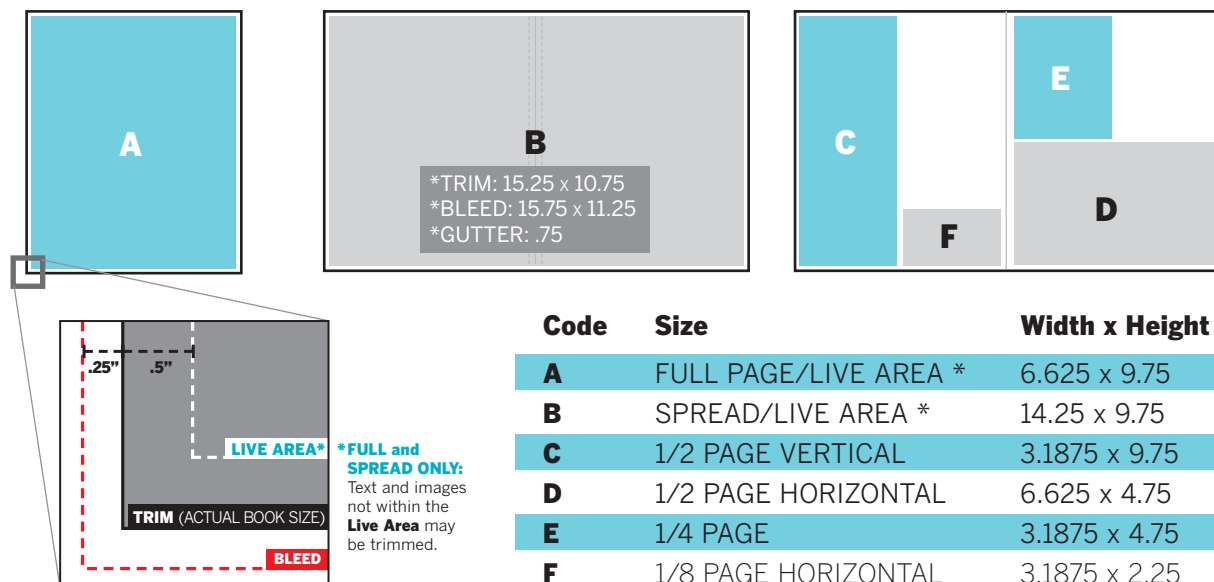 A
B
*TRIM: 15.25 x 10.75
*BLEED: 15.75 x 11.25
*GUTTER: .75
C
E
D
F
.25”
.5”
LIVE AREA*
TRIM (ACTUAL BOOK SIZE)
BLEED
*FULL and
SPREAD ONLY:
Text and images
not within the
Live Area may
be trimmed.
Code Size Width x Height
A FULL PAGE/LIVE AREA * 6.625 x 9.75
B SPREAD/LIVE AREA * 14.25 x 9.75
C 1/2 PAGE VERTICAL 3.1875 x 9.75
D 1/2 PAGE HORIZONTAL 6.625 x 4.75
E 1/4 PAGE 3.1875 x 4.75
F 1/8 PAGE HORIZONTAL 3.1875 x 2.25